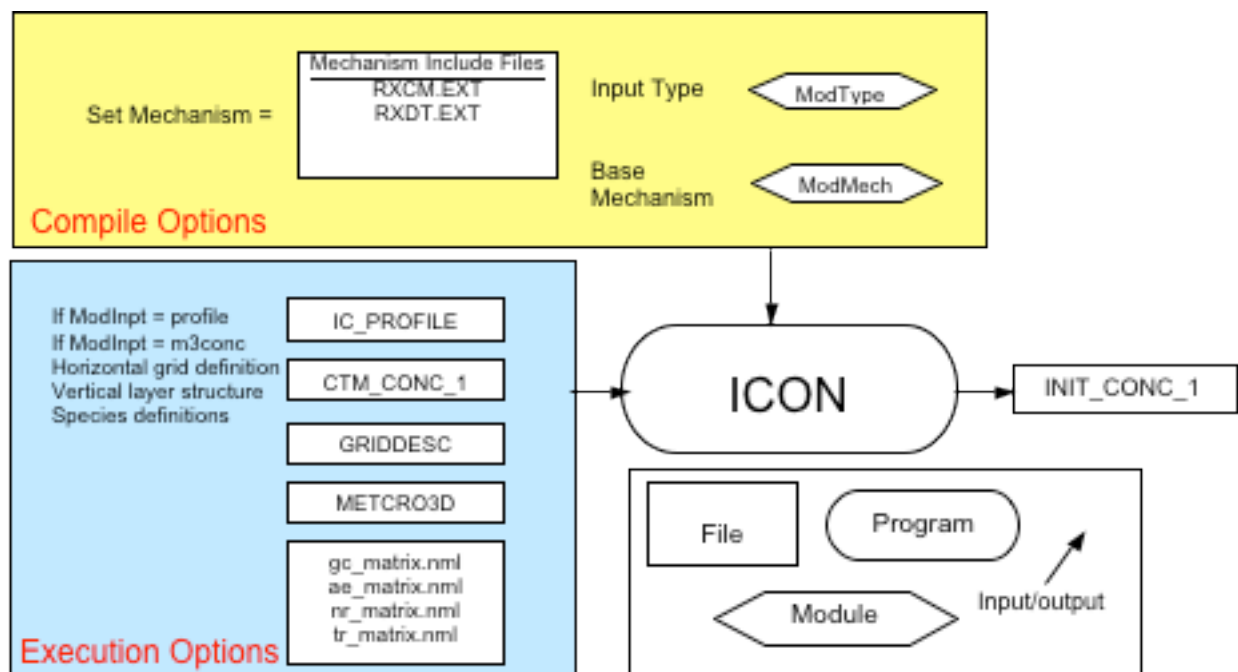 Mechanism Include Files
RXCM.EXT
RXDT.EXT
Set Mechanism =
Input Type
ModType
Base
Mechanism
ModMech
Compile Options
If ModInpt = profile
If ModInpt = m3conc
Horizontal grid definition
Vertical layer structure
Species definitions
IC_PROFILE
CTM_CONC_1
GRIDDESC
METCRO3D
gc_matrix.nml
ae_matrix.nml
nr_matrix.nml
tr_matrix.nml
Execution Options
ICON
INIT_CONC_1
File
Program
Module
Input/output